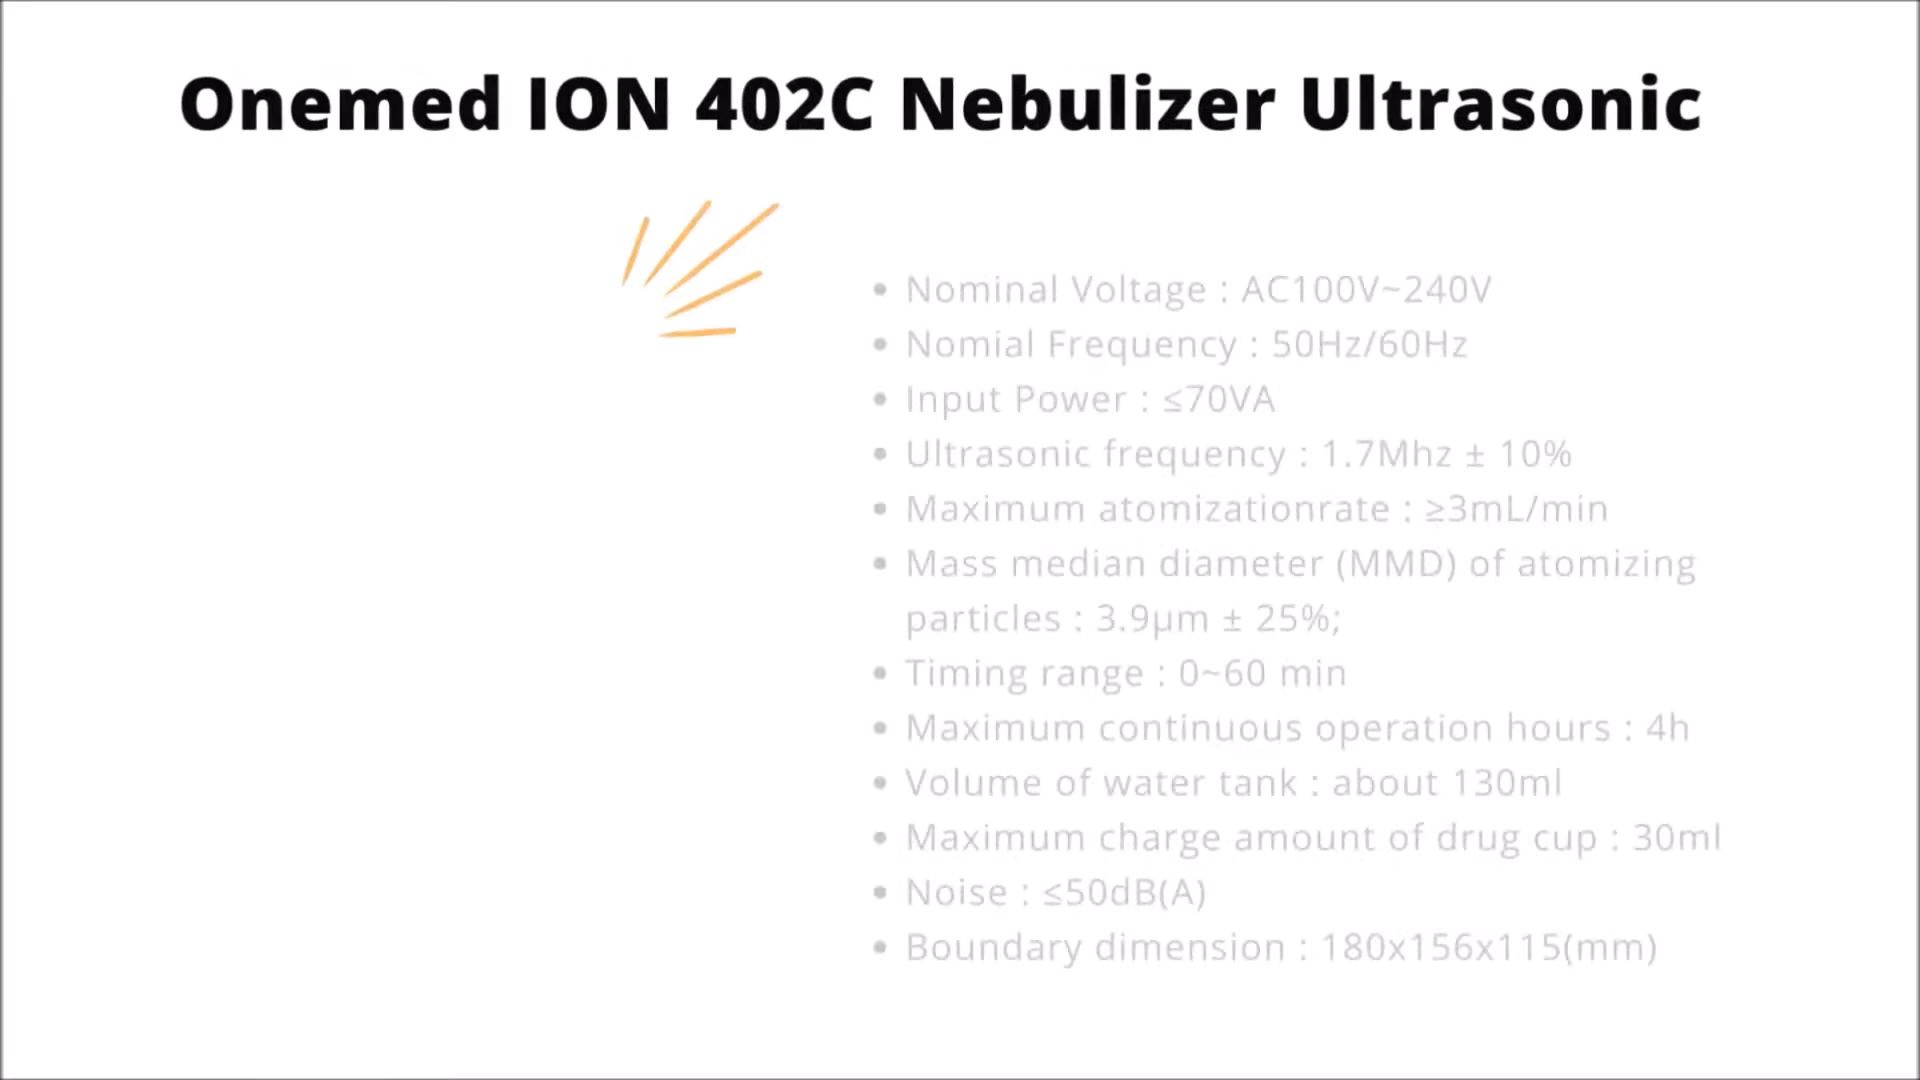 Onemed ION 402C Nebulizer Ultrasonic
• Nominal Voltage : AC100V~240V
• Nomial Frequency : 50Hz/60Hz
• Input Power : ≤70VA
• Ultrasonic frequency : 1.7Mhz ± 10%
• Maximum atomizationrate : ≥3mL/min
• Mass median diameter (MMD) of atomizing
particles : 3.9μm ± 25%;
• Timing range : 0~60 min
• Maximum continuous operation hours : 4h
• Volume of water tank : about 130ml
• Maximum charge amount of drug cup : 30ml
• Noise : ≤50dB(A)
• Boundary dimension : 180x156x115(mm)